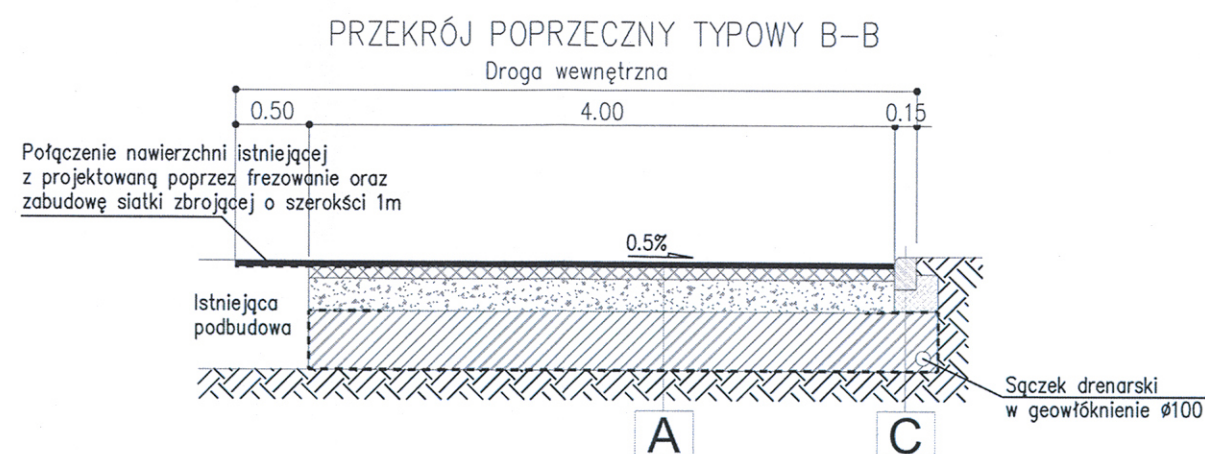 PRZEKRÓJ POPRZECZNY TYPOWY B-B
Droga wewnętrzna
0.50 4.00 0.15
Połączenie nawierzchni istniejącej
z projektowaną poprzez frezowanie oraz
zabudowę siatki zbrojącej o szerokści 1m
0.5%
Istniejąca
podbudowa
Sączek drenarski
w geowłóknienie ø100
A C